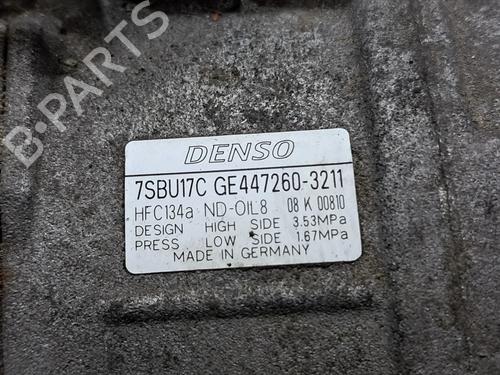 B-PARTS
DENSO
7SBU17C GE447260-3211
HFC134a ND-OIL8 08 K 00810
DESIGN HIGH SIDE 3.53MPa
PRESS LOW SIDE 1.67MPa
MADE IN GERMANY